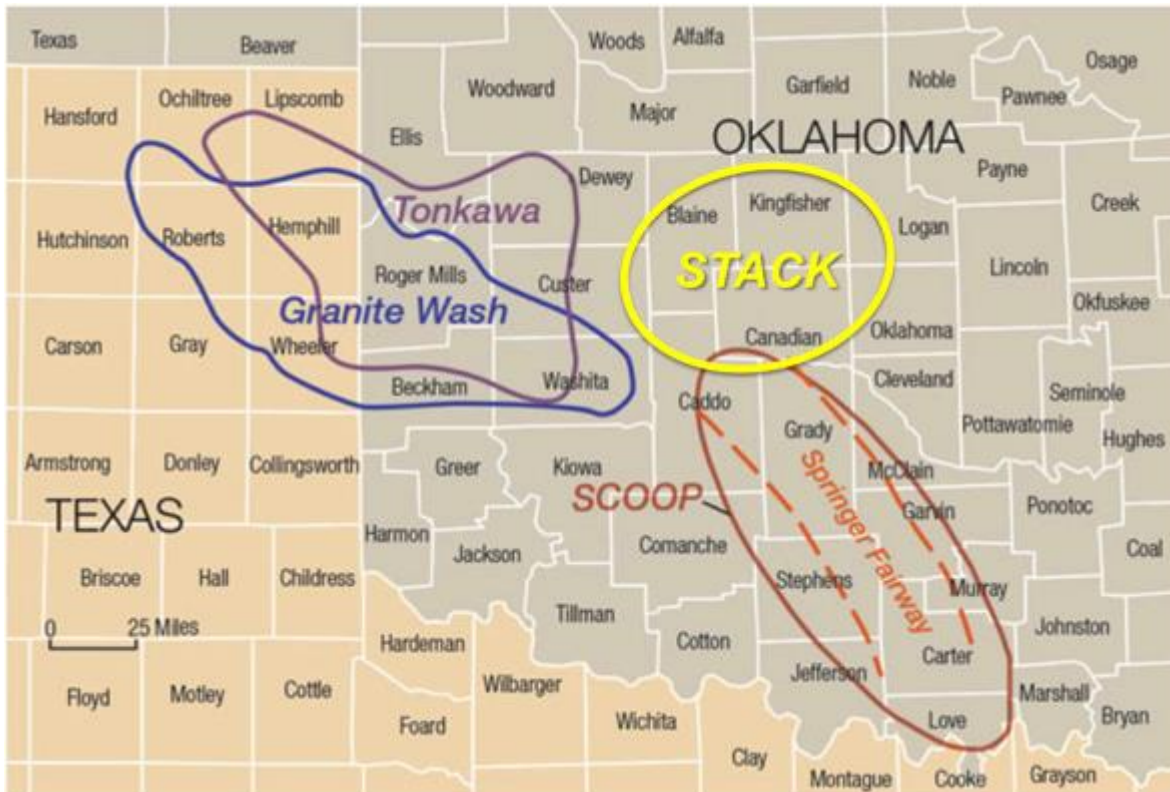 Texas
Beaver
Woods
Alfalfa
Osage
Woodward
Garfield
Noble
Pawnee
Hansford
Ochiltree
Lipscomb
Major
Ellis
OKLAHOMA
Payne
Dewey
Creek
Kingfisher
Blaine
Tonkawa
Logan
Hutchinson
Roberts
Hemphill
Lincoln
Roger Mills
STACK
Custer
Granite Wash
Okfuskee
Oklahoma
Canadian
Carson
Gray
Wheeler
Cleveland
Beckham
Washita
Seminole
Caddo
Pottawatomie
Grady
Hughes
Armstrong
Donley
Collingsworth
Greer
Kiowa
McClain
SCOOP
Springer Fairway
Garvin
Ponotoc
TEXAS
Harmon
Comanche
Jackson
Coal
Briscoe
Hall
Childress
Stephens
Murray
Tillman
0 25 Miles
Johnston
Hardeman
Cotton
Carter
Jefferson
Wilbarger
Floyd
Motley
Cottle
Marshall
Bryan
Foard
Wichita
Love
Clay
Montague
Cooke
Grayson